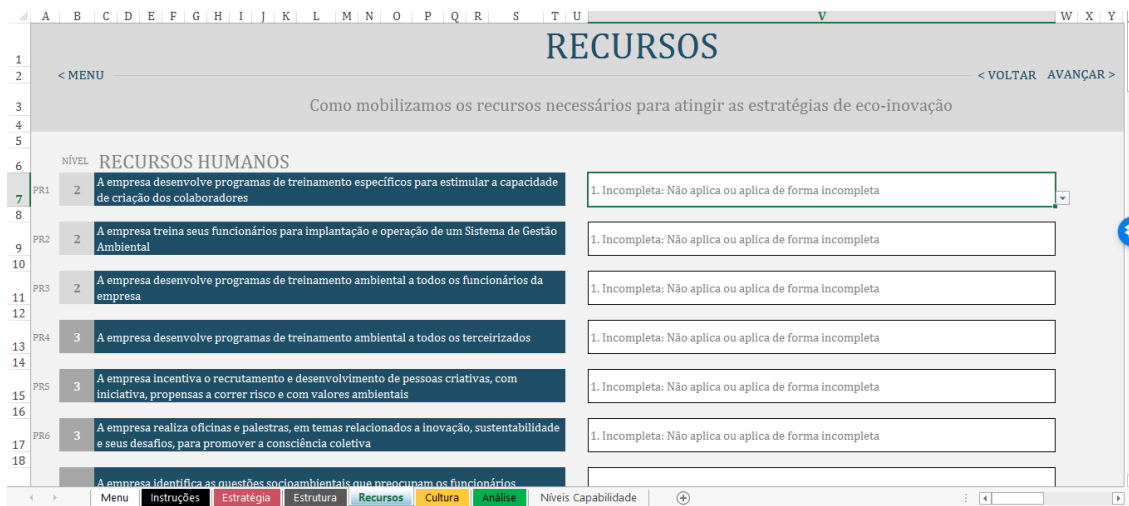 A B C D E F G H I J K L M N O P Q R S T U V W X Y
1 RECURSOS
2 < MENU < VOLTAR AVANÇAR >
3 Como mobilizamos os recursos necessários para atingir as estratégias de eco-inovação
4
5
6 NÍVEL RECURSOS HUMANOS
7 PR1 2 A empresa desenvolve programas de treinamento específicos para estimular a capacidade
de criação dos colaboradores
1. Incompleta: Não aplica ou aplica de forma incompleta
8
9 PR2 2 A empresa treina seus funcionários para implantação e operação de um Sistema de Gestão
Ambiental
1. Incompleta: Não aplica ou aplica de forma incompleta
10
11 PR3 2 A empresa desenvolve programas de treinamento ambiental a todos os funcionários da
empresa
1. Incompleta: Não aplica ou aplica de forma incompleta
12
13 PR4 3 A empresa desenvolve programas de treinamento ambiental a todos os terceirizados
1. Incompleta: Não aplica ou aplica de forma incompleta
14
15 PR5 3 A empresa incentiva o recrutamento e desenvolvimento de pessoas criativas, com
iniciativa, propensas a correr risco e com valores ambientais
1. Incompleta: Não aplica ou aplica de forma incompleta
16
17 PR6 3 A empresa realiza oficinas e palestras, em temas relacionados a inovação, sustentabilidade
e seus desafios, para promover a consciência coletiva
1. Incompleta: Não aplica ou aplica de forma incompleta
18
A empresa identifica as questões socioambientais que preocupam os funcionários
Menu Instruções Estratégia Estrutura Recursos Cultura Análise Níveis Capabilidade